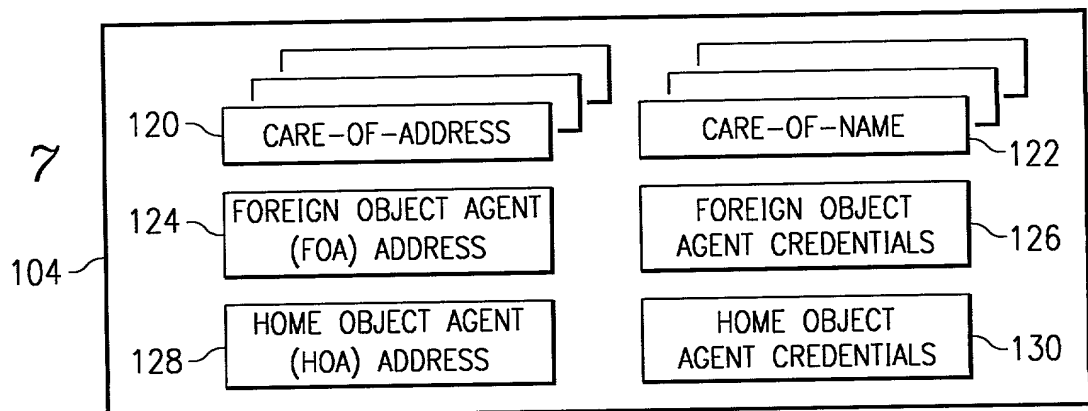 120
CARE-OF-ADDRESS
CARE-OF-NAME
122
7
124
FOREIGN OBJECT AGENT
(FOA) ADDRESS
FOREIGN OBJECT
AGENT CREDENTIALS
126
104
128
HOME OBJECT AGENT
(HOA) ADDRESS
HOME OBJECT
AGENT CREDENTIALS
130